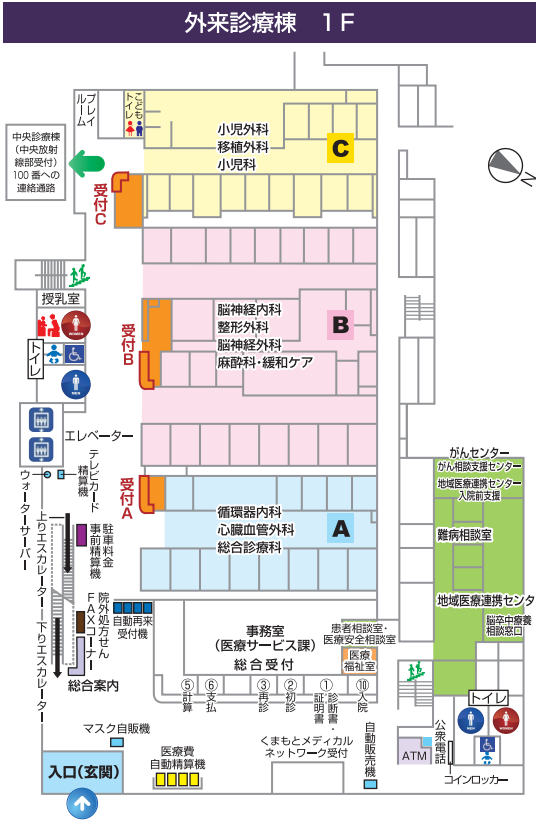 外来診療棟 1F
プレイ
ルーム
こども
トイレ
小児外科
移植外科
小児科
C
中央診療棟
(中央放射
線部受付)
100番への
連絡通路
受付C
N
授乳室
WOMEN
トイレ
MEN
脳神経内科
整形外科
脳神経外科
麻酔科・緩和ケア
B
受付B
エレベーター
テレビカード
精算機
ウォーターサーバー
受付A
循環器内科
心臓血管外科
総合診療科
A
がんセンター
がん相談支援センター
地域医療連携センター
入院前支援
難病相談室
地域医療連携センタ
脳卒中療養
相談窓口
上りエスカレーター
下りエスカレーター
駐車料金
事前精算機
院外処方せん
FAXコーナー
総合案内
自動再来
受付機
事務室
(医療サービス課)
総合受付
患者相談室・
医療安全相談室
医療
福祉室
⑤計算
⑥支払
③再診
②初診
①診断書・
証明書
⑩入院
マスク自販機
入口(玄関)
医療費
自動精算機
くまもとメディカル
ネットワーク受付
自動販売機
ATM
公衆電話
トイレ
MEN
WOMEN
コインロッカー